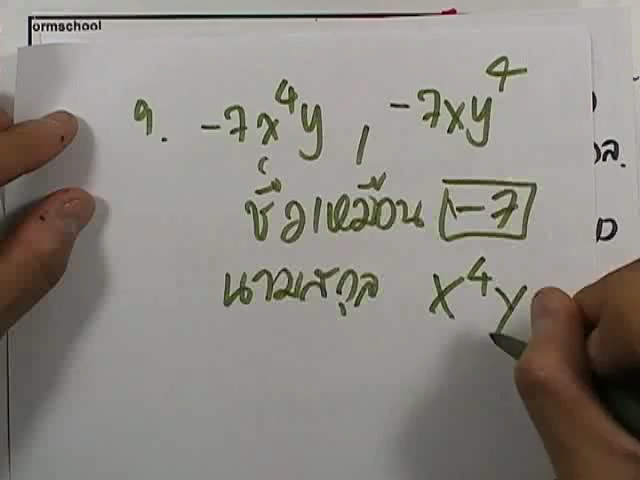 ormschool
9. -7x⁴y , -7xy⁴
ชื่อเหมือน -7
นามสกุล x⁴y
ล.
D